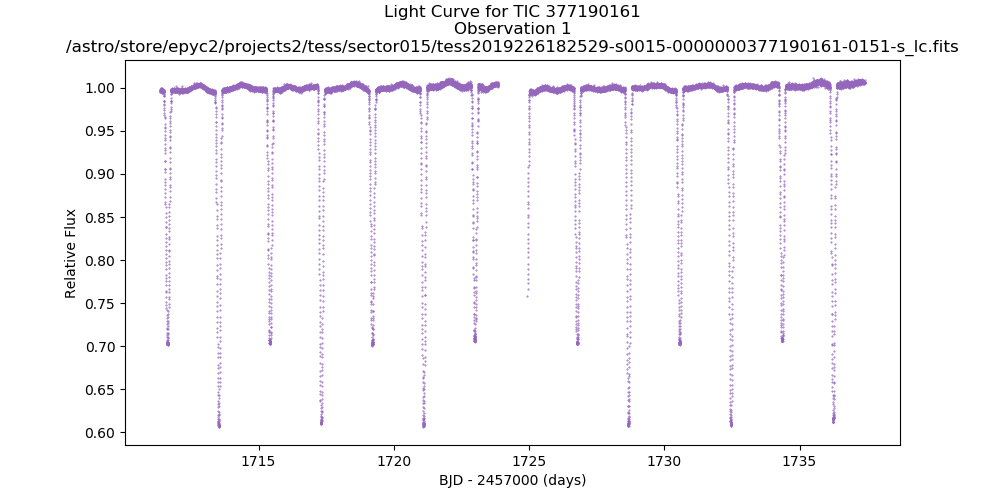 Light Curve for TIC 377190161
Observation 1
/astro/store/epyc2/projects2/tess/sector015/tess2019226182529-s0015-0000000377190161-0151-s_lc.fits
1.00
0.95
0.90
0.85
0.80
0.75
0.70
0.65
0.60
Relative Flux
1715
1720
1725
1730
1735
BJD - 2457000 (days)